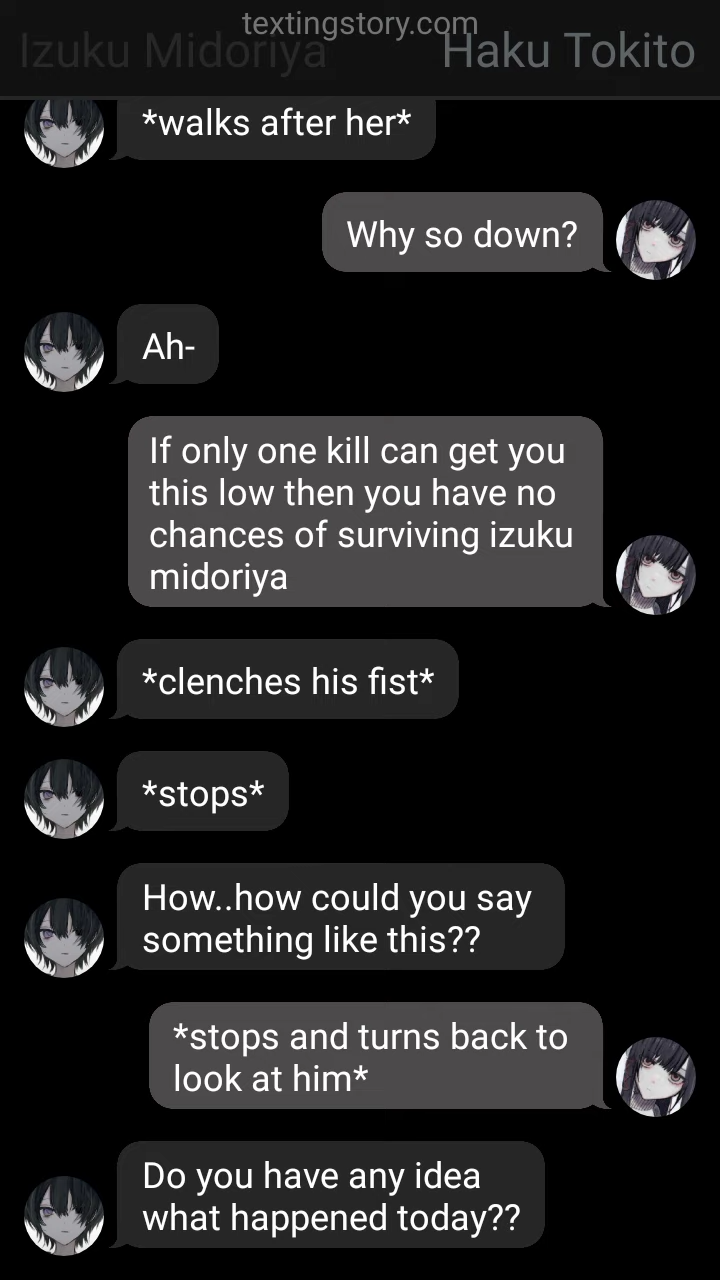 textingstory.com
Izuku Midoriya
Haku Tokito
*walks after her*
Why so down?
Ah-
If only one kill can get you
this low then you have no
chances of surviving izuku
midoriya
*clenches his fist*
*stops*
How..how could you say
something like this??
*stops and turns back to
look at him*
Do you have any idea
what happened today??